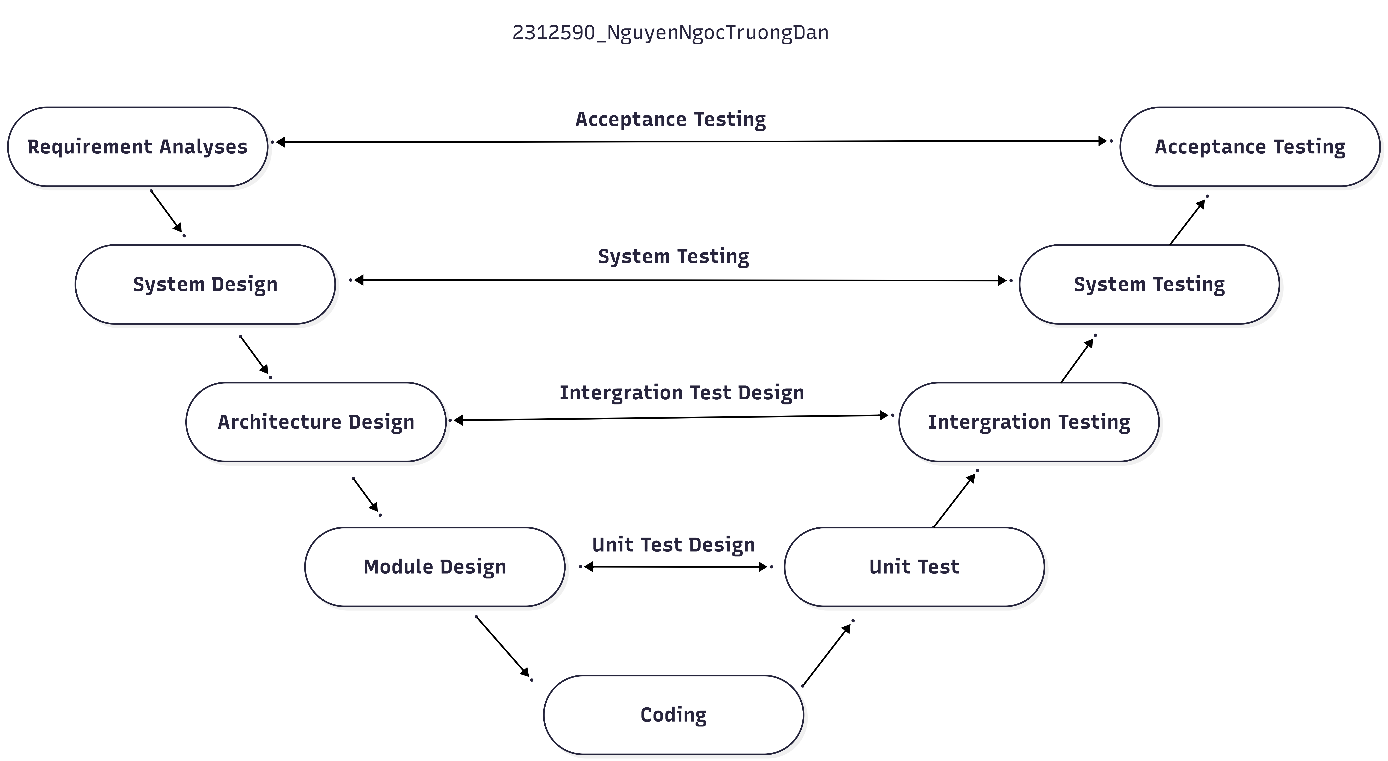 2312590_NguyenNgocTruongDan
Acceptance Testing
Requirement Analyses
Acceptance Testing
System Testing
System Design
System Testing
Intergration Test Design
Architecture Design
Intergration Testing
Unit Test Design
Module Design
Unit Test
Coding